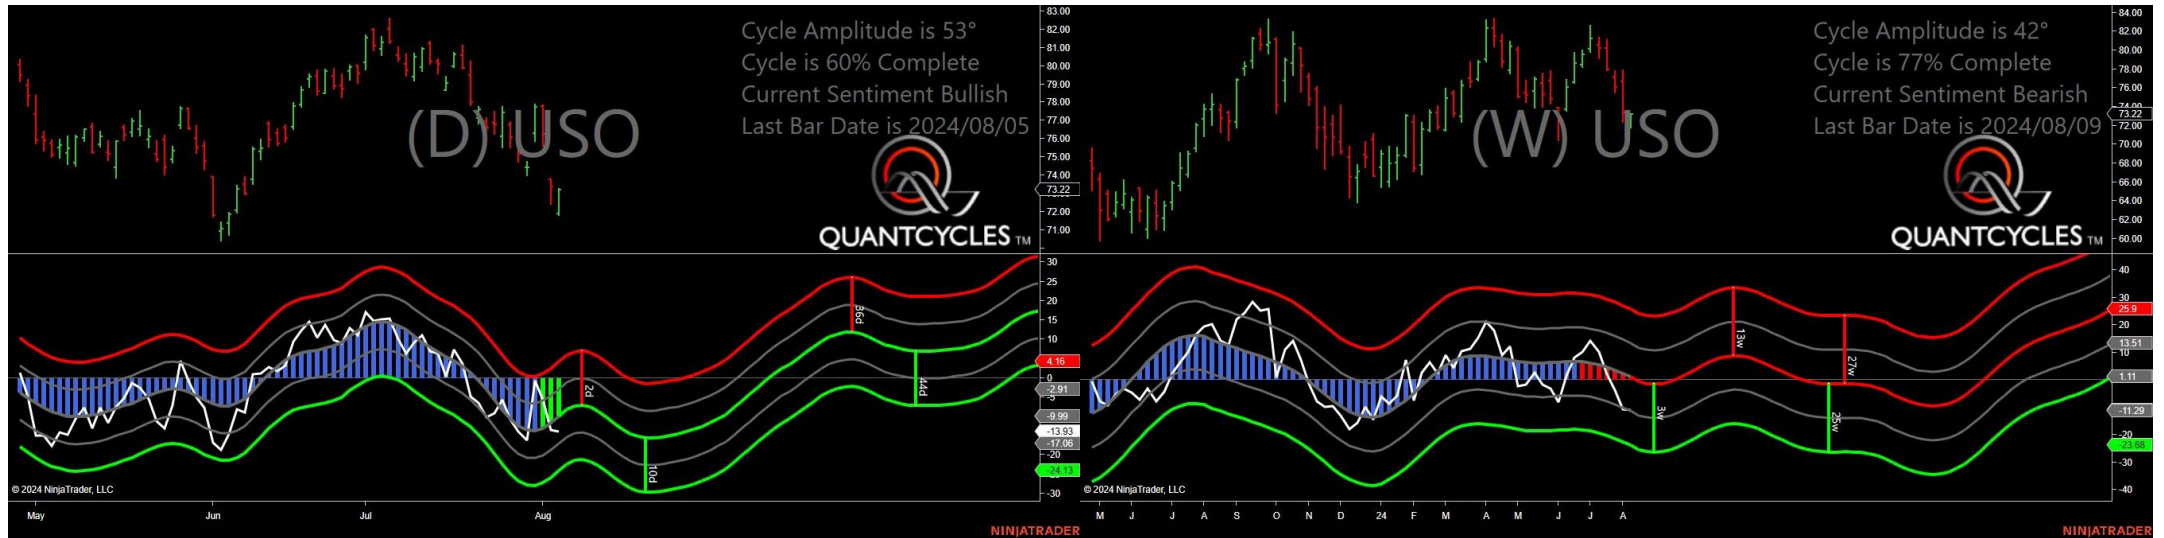 Cycle Amplitude is 53°
Cycle is 60% Complete
Current Sentiment Bullish
Last Bar Date is 2024/08/05
(D) USO
QUANTCYCLES TM
83.00
82.00
81.00
80.00
79.00
78.00
77.00
76.00
75.00
74.00
73.22
72.00
71.00
30
25
20
15
10
4.16
0
-2.91
-5
-9.99
-13.93
-17.06
-20
-24.13
-30
2d
10d
86d
44d
© 2024 NinjaTrader, LLC
May Jun Jul Aug
NINJATRADER
Cycle Amplitude is 42°
Cycle is 77% Complete
Current Sentiment Bearish
Last Bar Date is 2024/08/09
(W) USO
QUANTCYCLES TM
84.00
82.00
80.00
78.00
76.00
74.00
73.22
70.00
68.00
66.00
64.00
62.00
60.00
40
30
25.9
20
13.51
10
1.11
-11.29
-20
-23.68
-30
-40
3w
13w
25w
27w
© 2024 NinjaTrader, LLC
M J J A S O N D 24 F M A M J J A
NINJATRADER